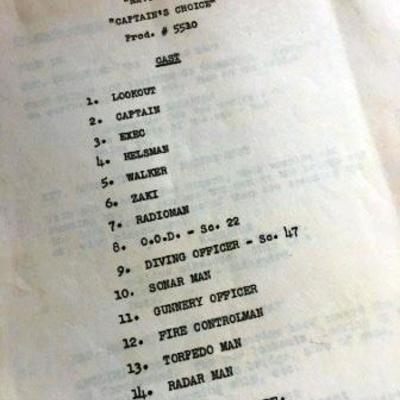 "CAPTAIN'S CHOICE"
Prod. # 5520
CAST
1. LOOKOUT
2. CAPTAIN
3. EXEC
4. HELSMAN
5. WALKER
6. ZAKI
7. RADIOMAN
8. O.O.D. - Sc. 22
9. DIVING OFFICER - Sc. 47
10. SONAR MAN
11. GUNNERY OFFICER
12. FIRE CONTROLMAN
13. TORPEDO MAN
14. RADAR MAN